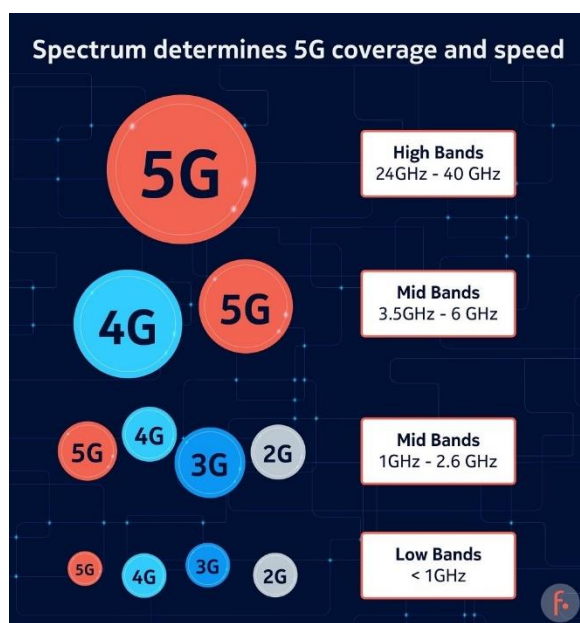 Spectrum determines 5G coverage and speed
5G
High Bands
24GHz - 40 GHz
4G
5G
Mid Bands
3.5GHz - 6 GHz
5G
4G
3G
2G
Mid Bands
1GHz - 2.6 GHz
5G
4G
3G
2G
Low Bands
< 1GHz
f.